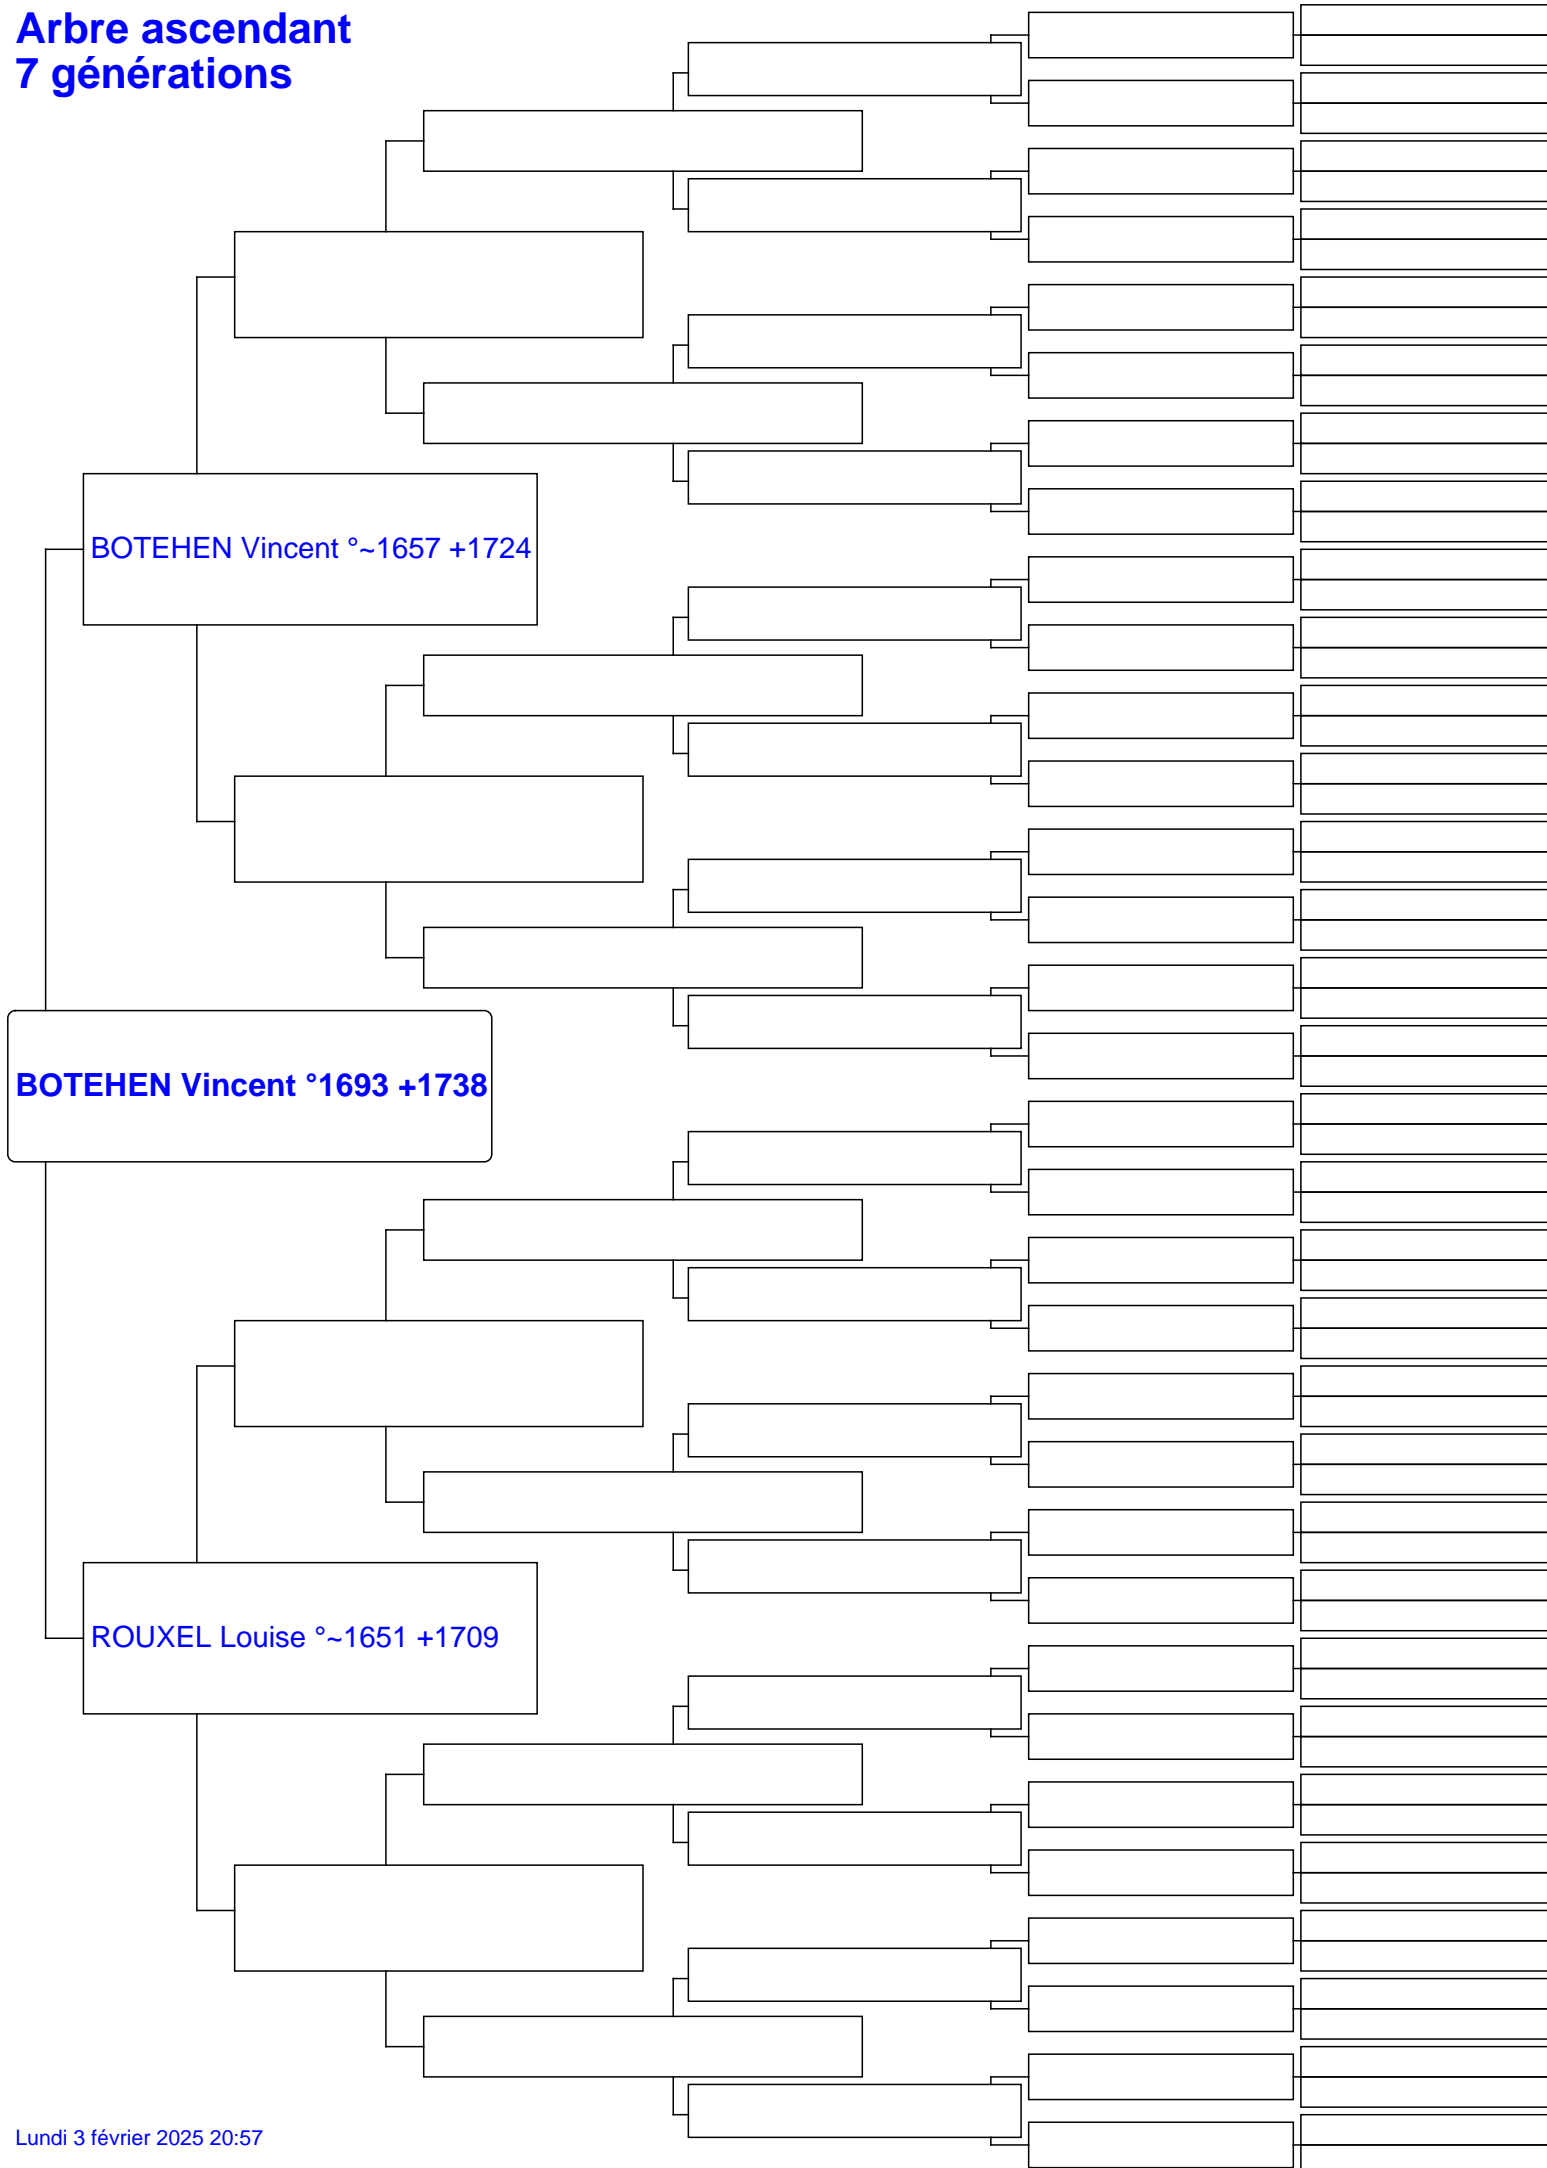 Arbre ascendant
7 générations
BOTEHEN Vincent °~1657 +1724
BOTEHEN Vincent °1693 +1738
ROUXEL Louise °~1651 +1709
Lundi 3 février 2025 20:57